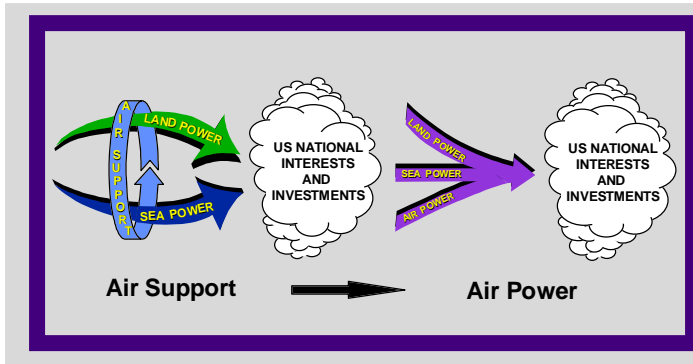 AIR SUPPORT
LAND POWER
SEA POWER
US NATIONAL
INTERESTS
AND
INVESTMENTS
LAND POWER
SEA POWER
AIR POWER
US NATIONAL
INTERESTS
AND
INVESTMENTS
Air Support
Air Power